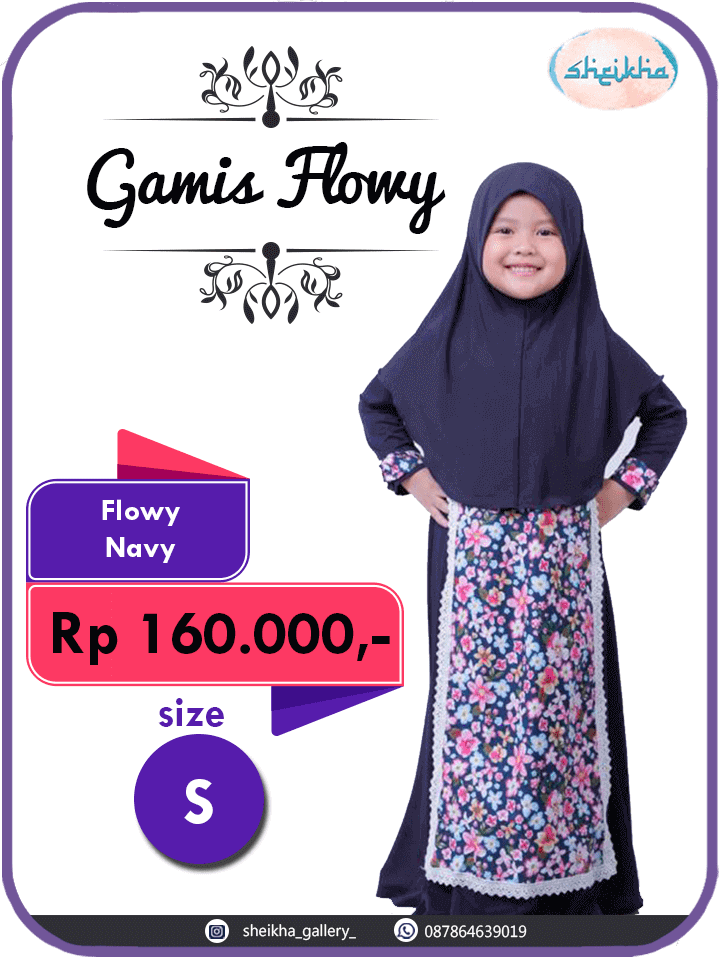 sheikha
Gamis Flowy
Flowy
Navy
Rp 160.000,-
size
S
sheikha_gallery_
087864639019